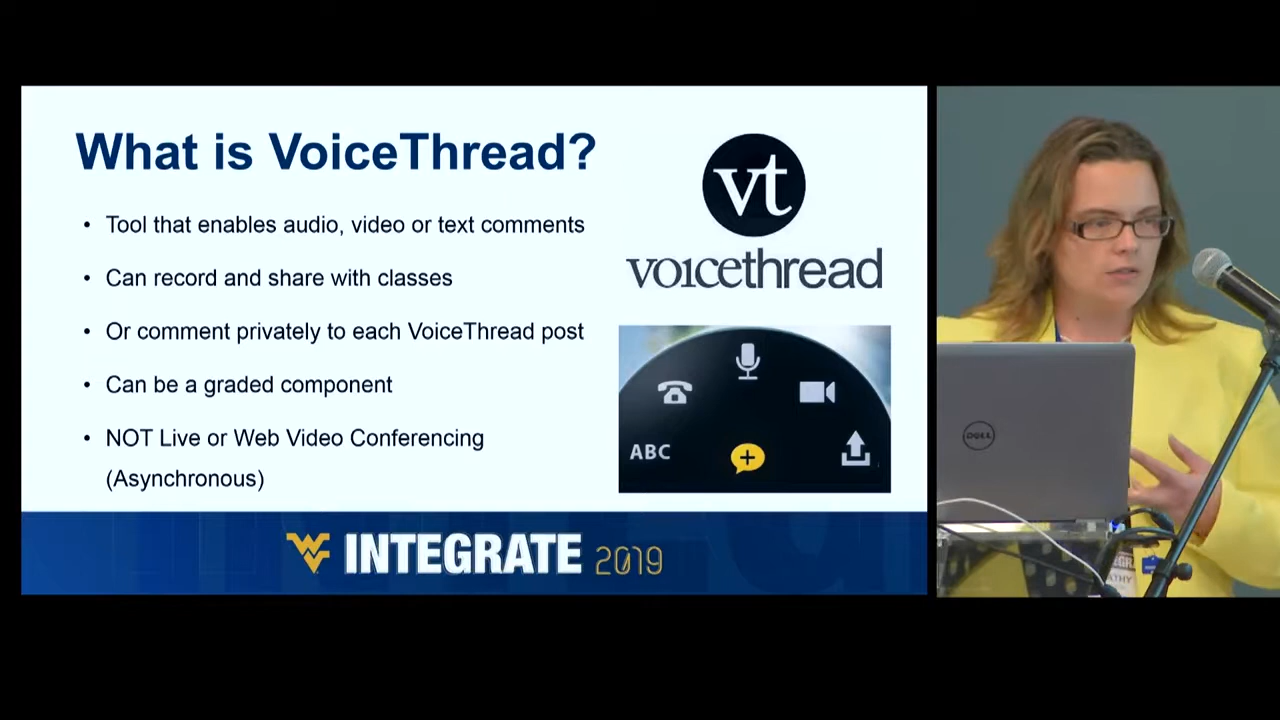 What is VoiceThread?
• Tool that enables audio, video or text comments
• Can record and share with classes
• Or comment privately to each VoiceThread post
• Can be a graded component
• NOT Live or Web Video Conferencing
(Asynchronous)
vt
voicethread
ABC
WV INTEGRATE 2019
DELL